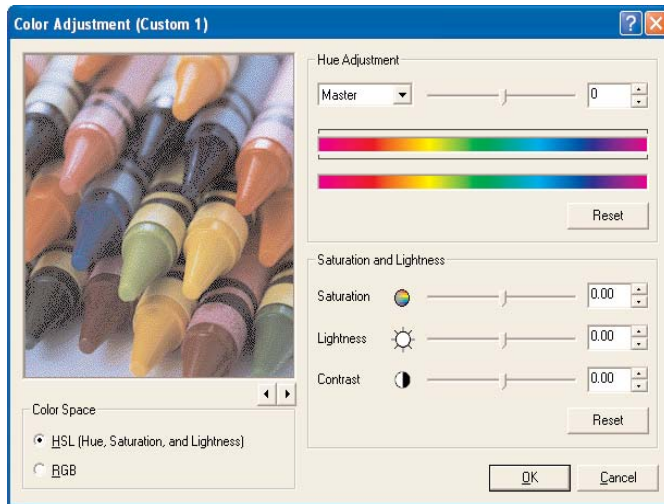 Color Adjustment (Custom 1)
Hue Adjustment
Master
0
Reset
Saturation and Lightness
Saturation 0.00
Lightness 0.00
Contrast 0.00
Reset
Color Space
HSL (Hue, Saturation, and Lightness)
RGB
OK Cancel